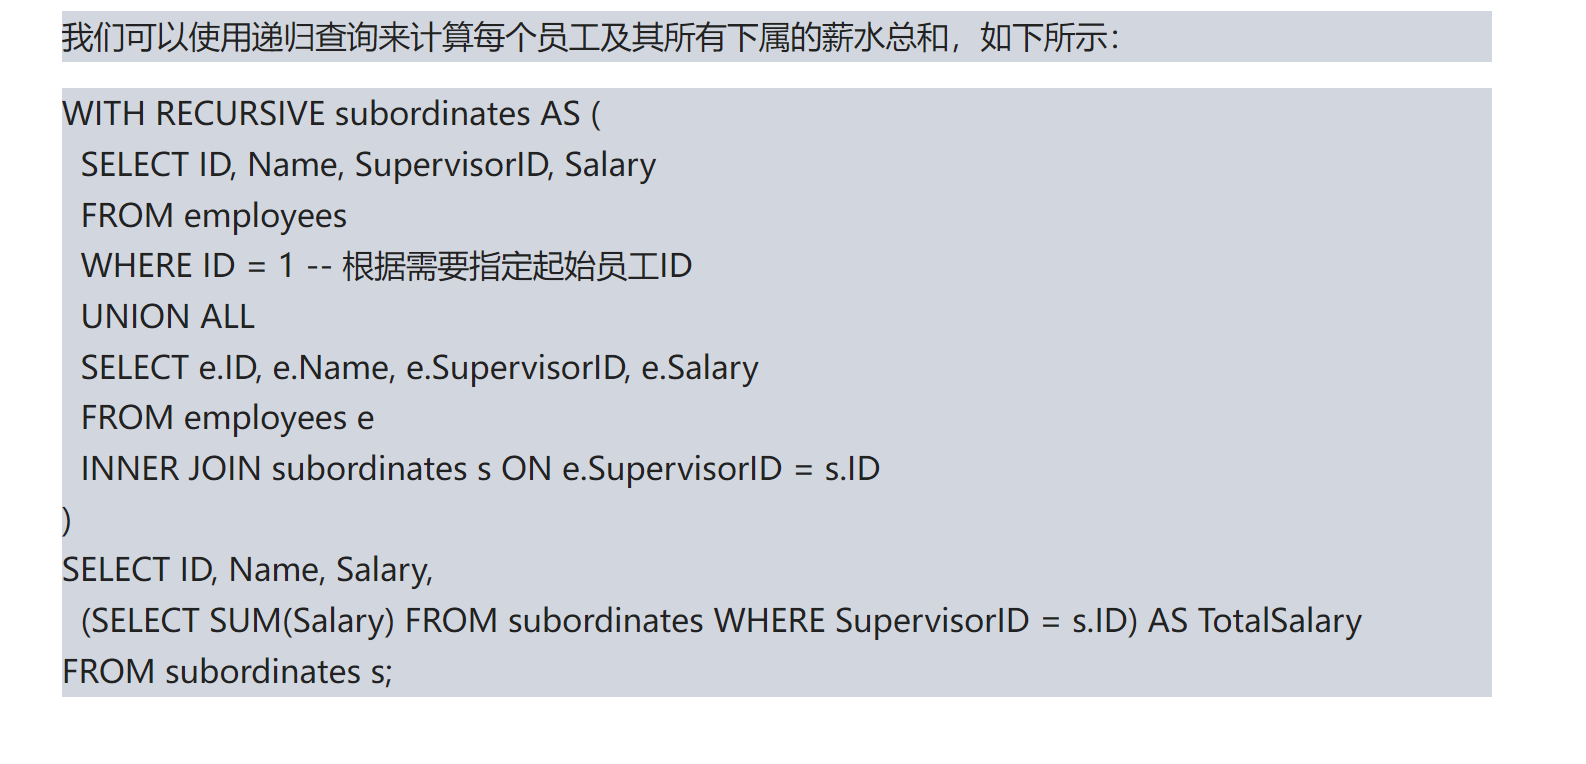 我们可以使用递归查询来计算每个员工及其所有下属的薪水总和，如下所示：
WITH RECURSIVE subordinates AS (
SELECT ID, Name, SupervisorID, Salary
FROM employees
WHERE ID = 1 -- 根据需要指定起始员工ID
UNION ALL
SELECT e.ID, e.Name, e.SupervisorID, e.Salary
FROM employees e
INNER JOIN subordinates s ON e.SupervisorID = s.ID
)
SELECT ID, Name, Salary,
(SELECT SUM(Salary) FROM subordinates WHERE SupervisorID = s.ID) AS TotalSalary
FROM subordinates s;